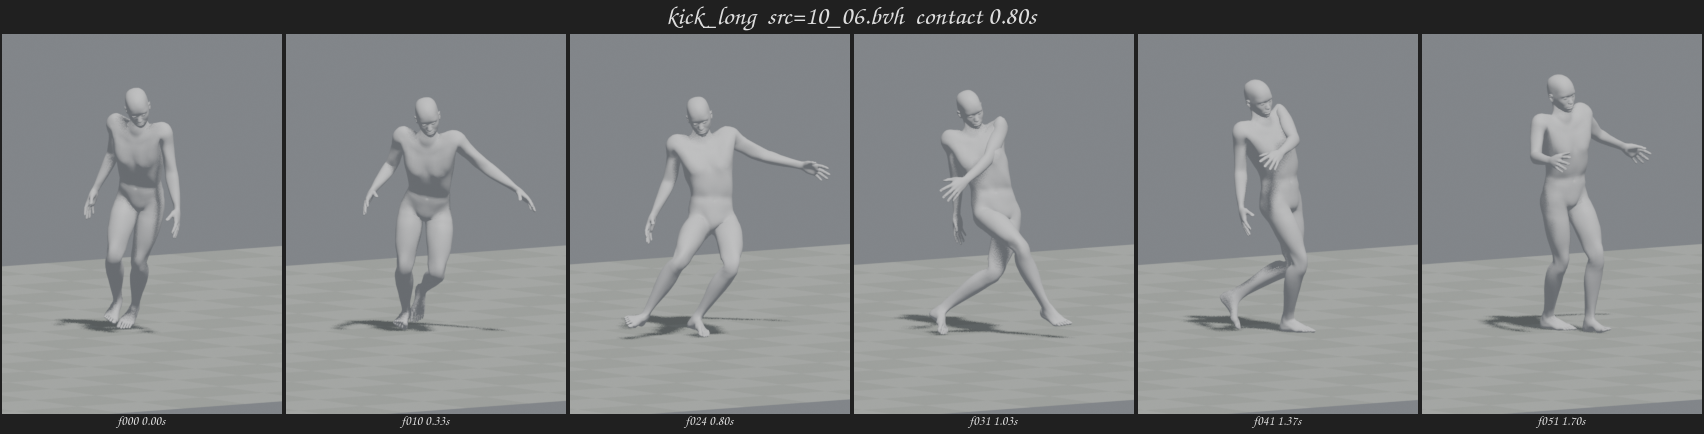 kick_long src=10_06.bvh contact 0.80s
f000 0.00s
f010 0.33s
f024 0.80s
f031 1.03s
f041 1.37s
f051 1.70s